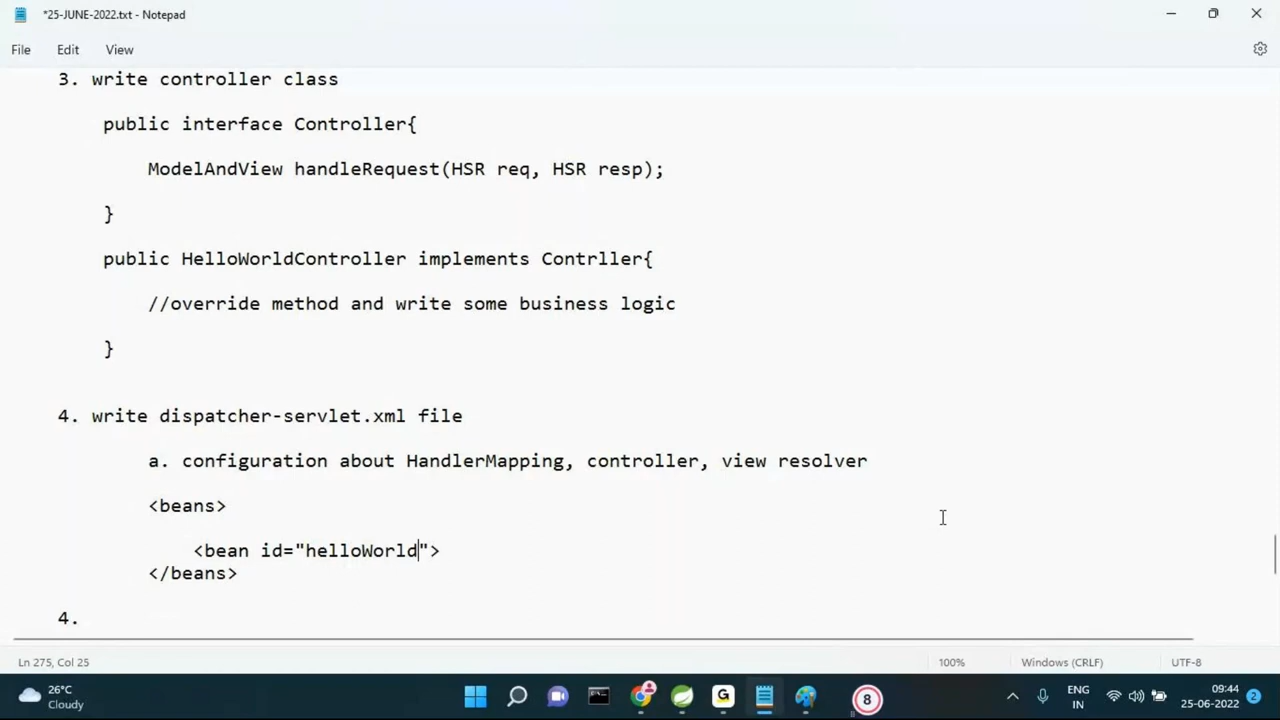 *25-JUNE-2022.txt - Notepad
File Edit View
3. write controller class
public interface Controller{
ModelAndView handleRequest(HSR req, HSR resp);
}
public HelloWorldController implements Contrller{
//override method and write some business logic
}
4. write dispatcher-servlet.xml file
a. configuration about HandlerMapping, controller, view resolver
<beans>
<bean id="helloWorld">
</beans>
4.
Ln 275, Col 25 100% Windows (CRLF) UTF-8
26°C
Cloudy
G
8
ENG
IN
09:44
25-06-2022
2